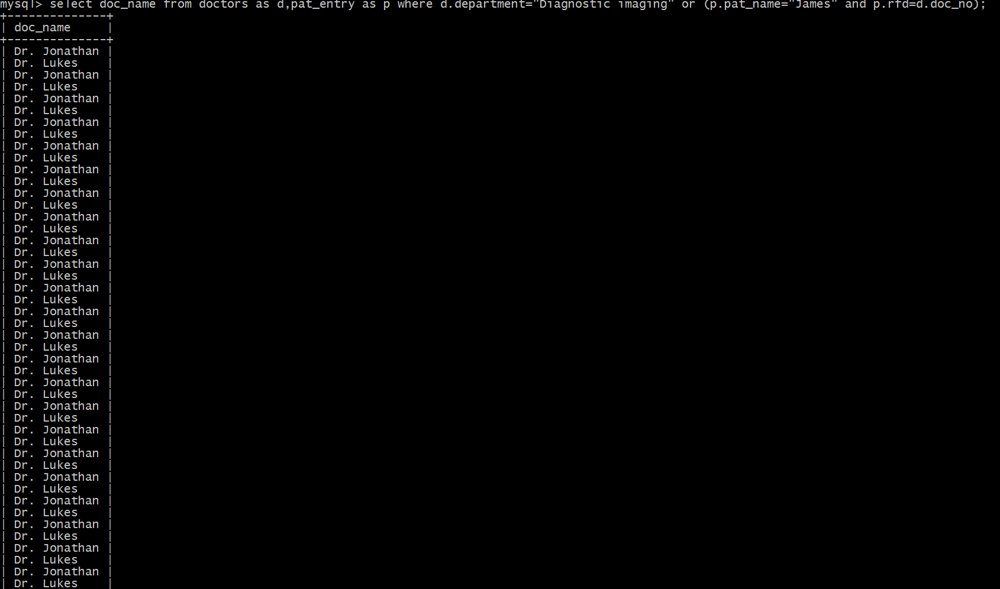 mysql> select doc_name from doctors as d,pat_entry as p where d.department="Diagnostic imaging" or (p.pat_name="James" and p.rfd=d.doc_no);
+--------------+
| doc_name     |
+--------------+
| Dr. Jonathan |
| Dr. Lukes    |
| Dr. Jonathan |
| Dr. Lukes    |
| Dr. Jonathan |
| Dr. Lukes    |
| Dr. Jonathan |
| Dr. Lukes    |
| Dr. Jonathan |
| Dr. Lukes    |
| Dr. Jonathan |
| Dr. Lukes    |
| Dr. Jonathan |
| Dr. Lukes    |
| Dr. Jonathan |
| Dr. Lukes    |
| Dr. Jonathan |
| Dr. Lukes    |
| Dr. Jonathan |
| Dr. Lukes    |
| Dr. Jonathan |
| Dr. Lukes    |
| Dr. Jonathan |
| Dr. Lukes    |
| Dr. Jonathan |
| Dr. Lukes    |
| Dr. Jonathan |
| Dr. Lukes    |
| Dr. Jonathan |
| Dr. Lukes    |
| Dr. Jonathan |
| Dr. Lukes    |
| Dr. Jonathan |
| Dr. Lukes    |
| Dr. Jonathan |
| Dr. Lukes    |
| Dr. Jonathan |
| Dr. Lukes    |
| Dr. Jonathan |
| Dr. Lukes    |
| Dr. Jonathan |
| Dr. Lukes    |
| Dr. Jonathan |
| Dr. Lukes    |
| Dr. Jonathan |
| Dr. Lukes    |